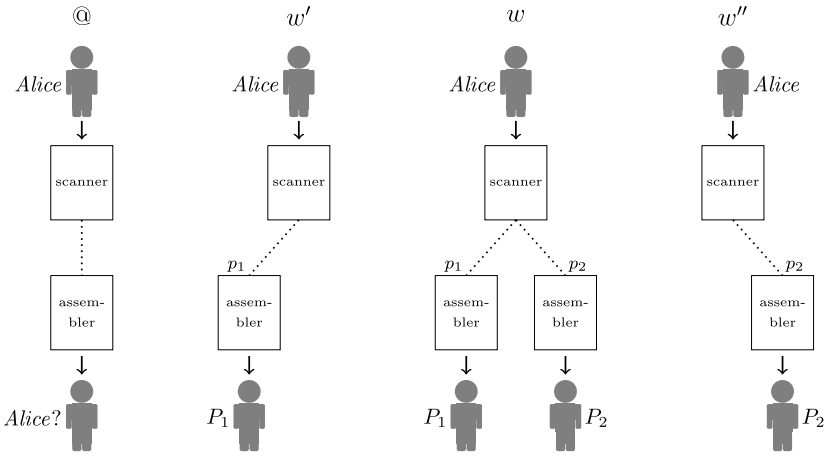 @ w′ w w″
Alice Alice Alice Alice
scanner scanner scanner scanner
p₁ p₁ p₂ p₂
assem- assem- assem- assem- assem-
bler bler bler bler bler
Alice? P₁ P₁ P₂ P₂